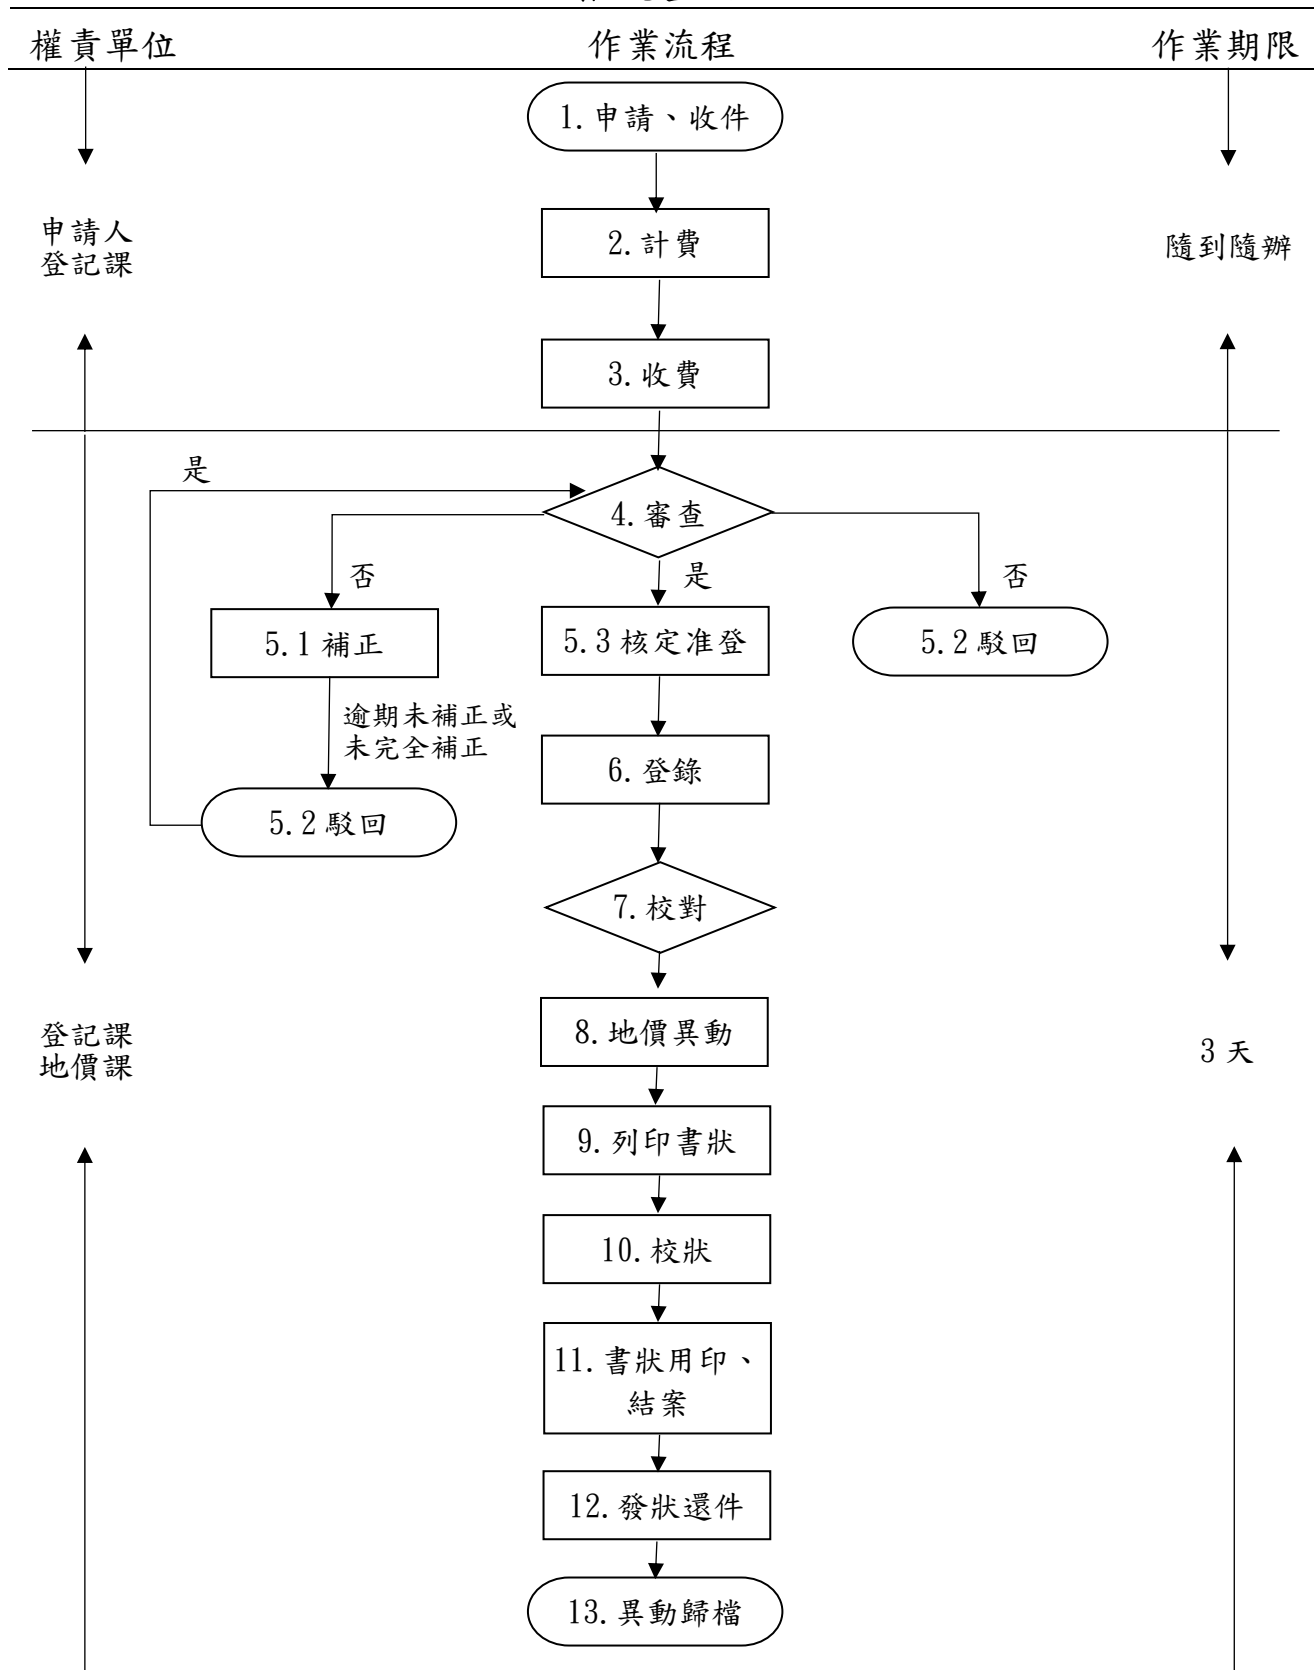 權責單位
作業流程
作業期限
1.申請、收件
申請人
登記課
2.計費
隨到隨辦
3.收費
是
4.審查
否
是
否
5.1補正
5.3核定准登
5.2駁回
逾期未補正或
未完全補正
6.登錄
5.2駁回
7.校對
登記課
地價課
8.地價異動
3天
9.列印書狀
10.校狀
11.書狀用印、
結案
12.發狀還件
13.異動歸檔